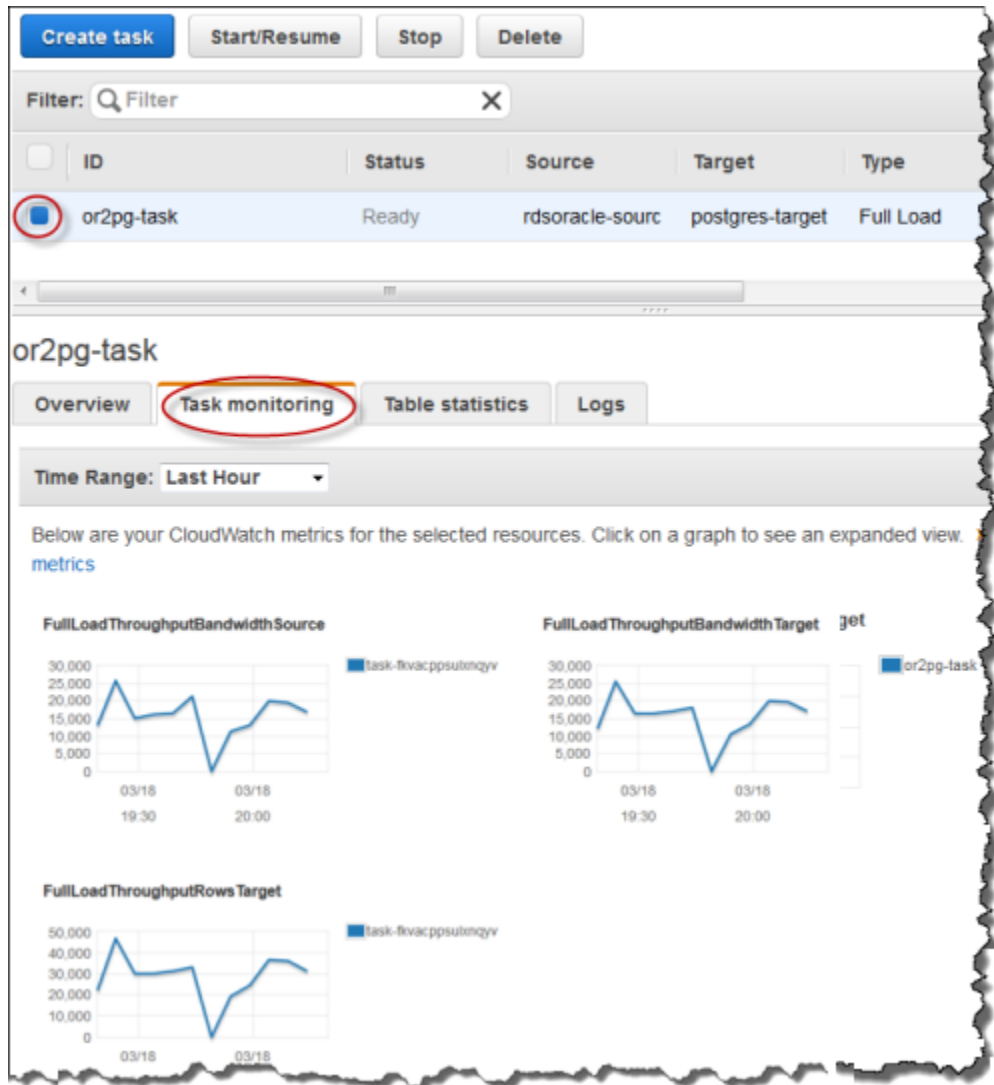 Create task Start/Resume Stop Delete
Filter: Filter
ID Status Source Target Type
or2pg-task Ready rdsoracle-sourc postgres-target Full Load
or2pg-task
Overview Task monitoring Table statistics Logs
Time Range: Last Hour
Below are your CloudWatch metrics for the selected resources. Click on a graph to see an expanded view.
metrics
FullLoadThroughputBandwidthSource FullLoadThroughputBandwidthTarget get
30,000 30,000
25,000 25,000
20,000 20,000
15,000 15,000
10,000 10,000
5,000 5,000
0 0
or2pg-task
03/18 03/18 03/18 03/18
19:30 20:00 19:30 20:00
FullLoadThroughputRowsTarget
50,000
40,000
30,000
20,000
10,000
0
03/18 03/18